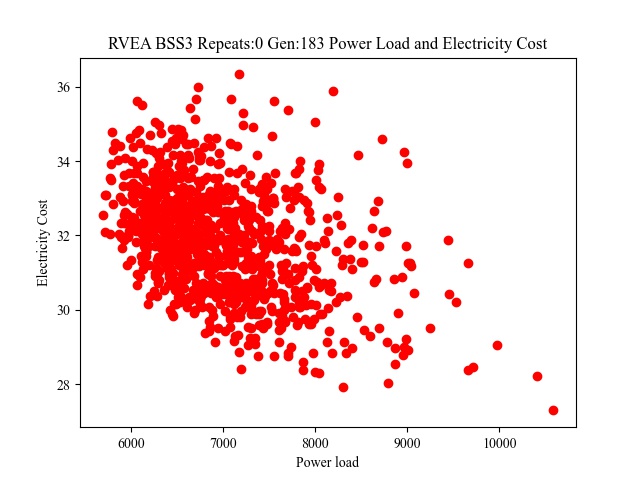 RVEA BSS3 Repeats:0 Gen:183 Power Load and Electricity Cost
Electricity Cost
36
34
32
30
28
6000 7000 8000 9000 10000
Power load